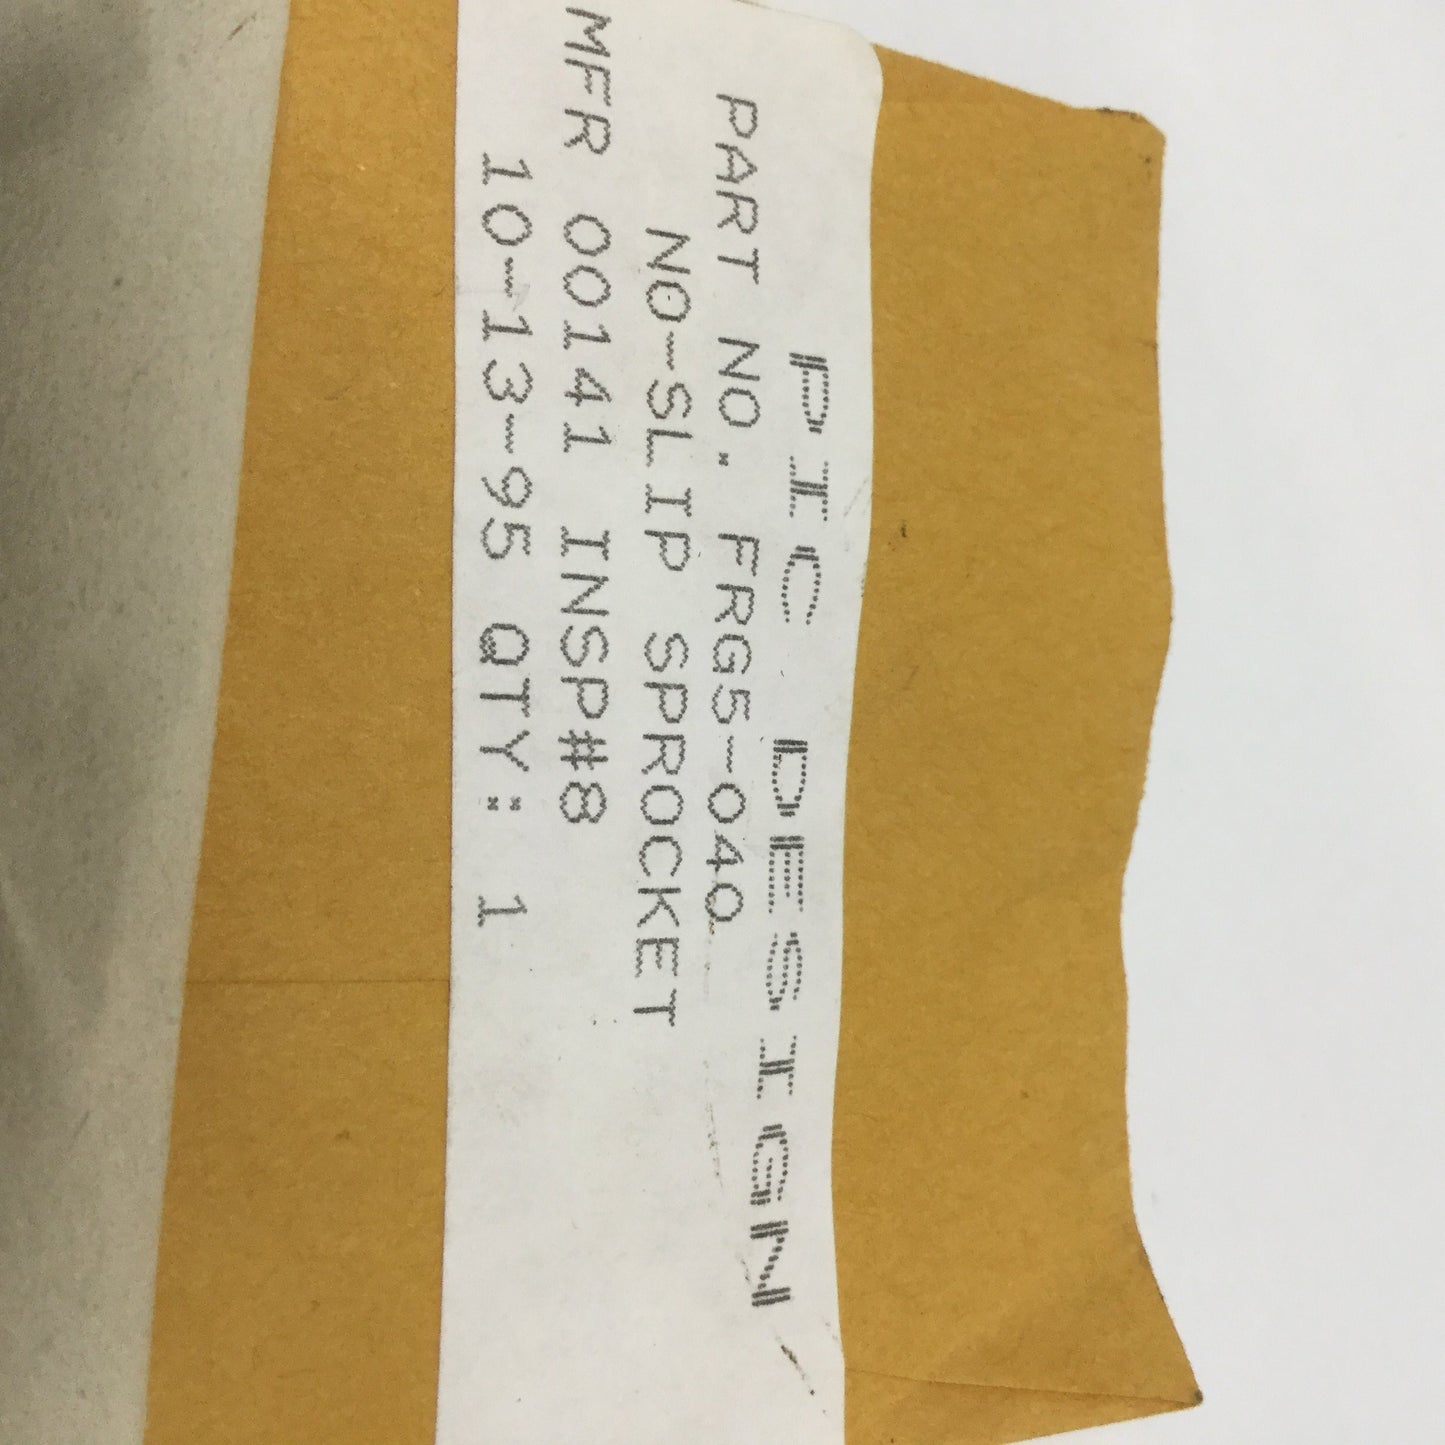 PIC DESIGN
PART NO. FRG5-040
NO-SLIP SPROCKET
MFR 00141 INSP#8
10-13-95 QTY: 1